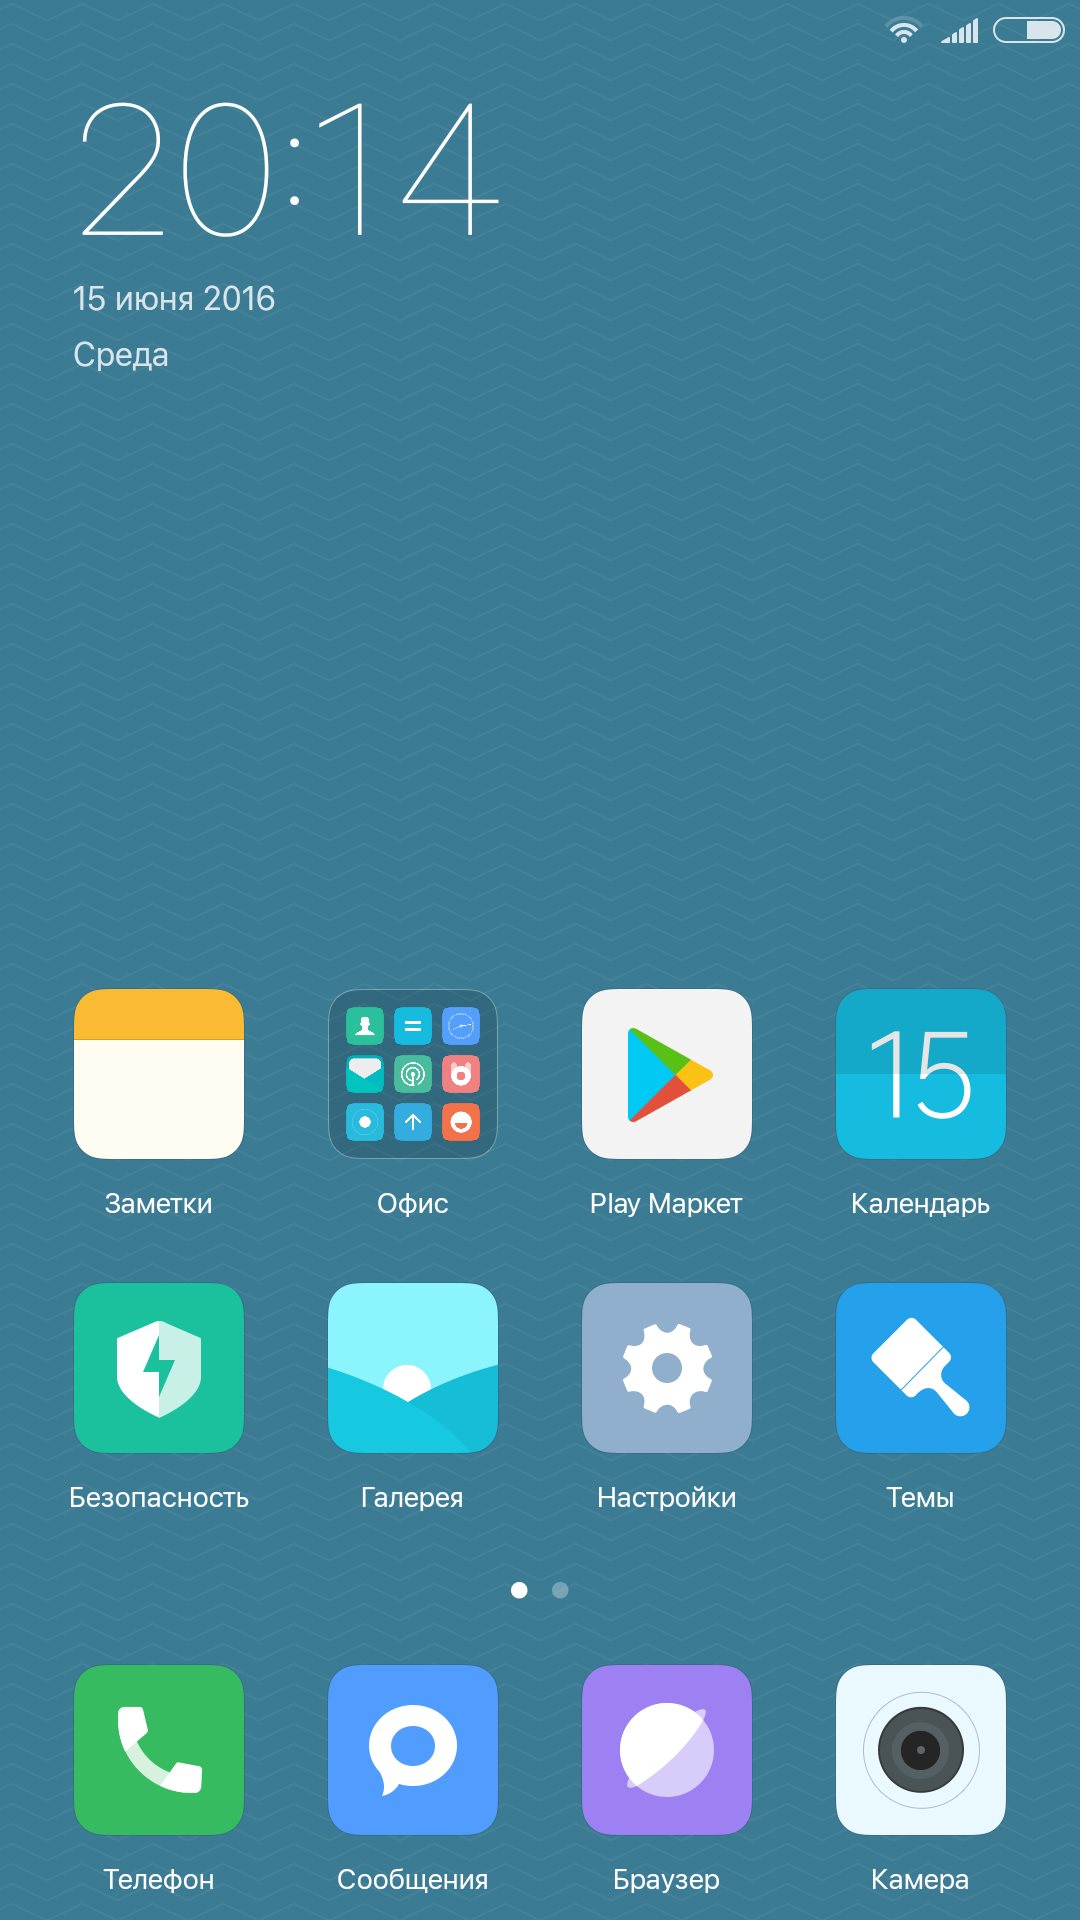 20:14
15 июня 2016
Среда
15
Заметки
Офис
Play Маркет
Календарь
Безопасность
Галерея
Настройки
Темы
Телефон
Сообщения
Браузер
Камера